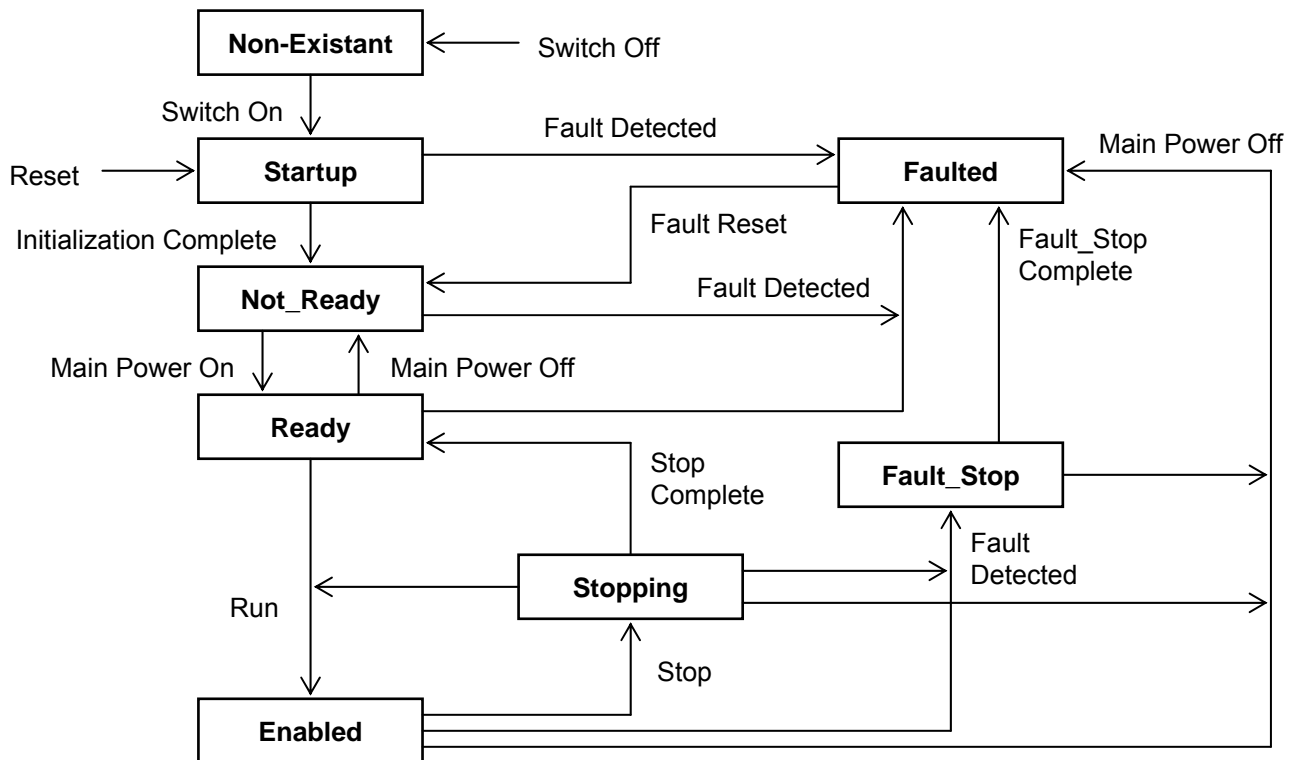 Non-Existant
Switch Off
Switch On
Fault Detected
Main Power Off
Startup
Faulted
Reset
Fault Reset
Initialization Complete
Fault_Stop
Complete
Not_Ready
Fault Detected
Main Power On
Main Power Off
Ready
Stop
Complete
Fault_Stop
Fault
Detected
Stopping
Run
Stop
Enabled